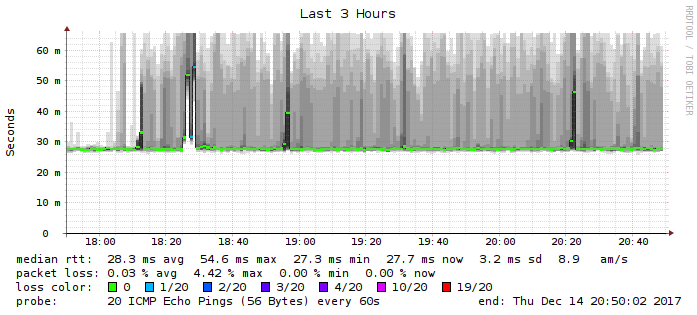 Last 3 Hours
RRDTOOL / TOBI OETIKER
Seconds
60 m
50 m
40 m
30 m
20 m
10 m
0
18:00 18:20 18:40 19:00 19:20 19:40 20:00 20:20 20:40
median rtt: 28.3 ms avg 54.6 ms max 27.3 ms min 27.7 ms now 3.2 ms sd 8.9 am/s
packet loss: 0.03 % avg 4.42 % max 0.00 % min 0.00 % now
loss color: 0 1/20 2/20 3/20 4/20 10/20 19/20
probe: 20 ICMP Echo Pings (56 Bytes) every 60s end: Thu Dec 14 20:50:02 2017